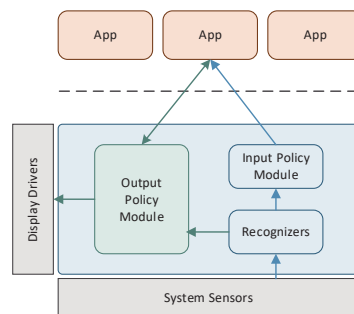 App
App
App
Display Drivers
Output
Policy
Module
Input Policy
Module
Recognizers
System Sensors